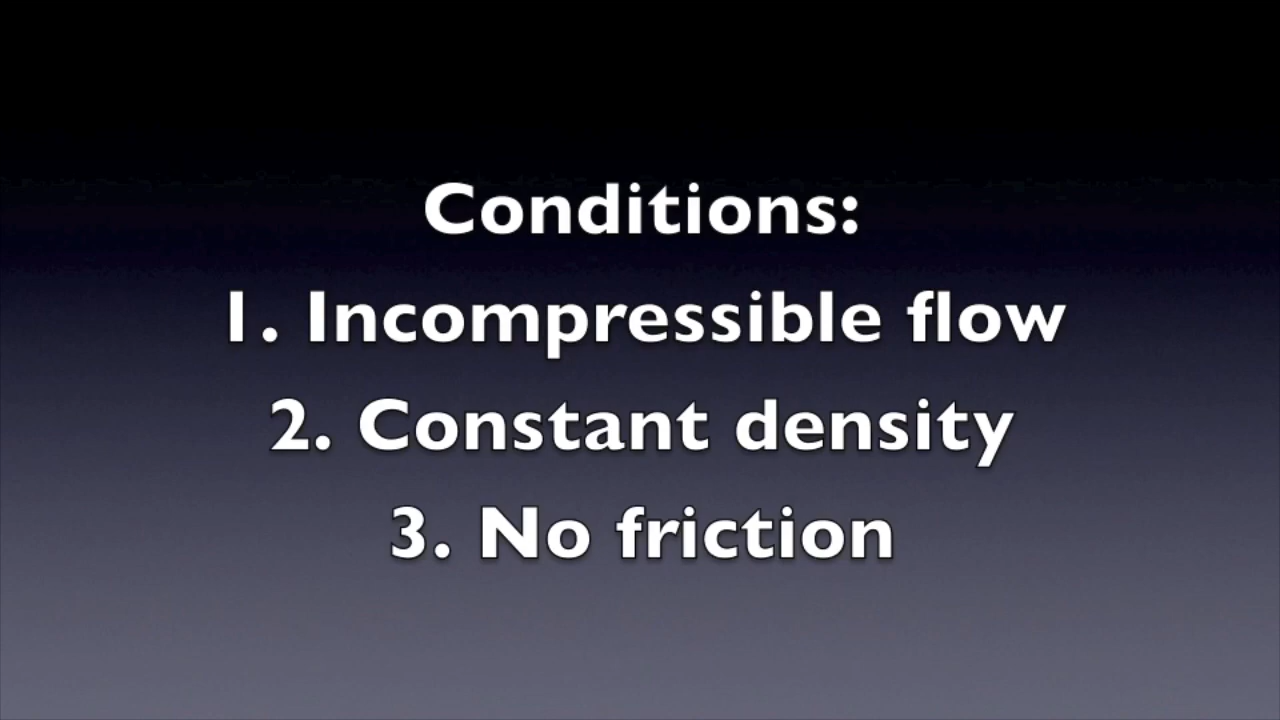 Conditions:
1. Incompressible flow
2. Constant density
3. No friction